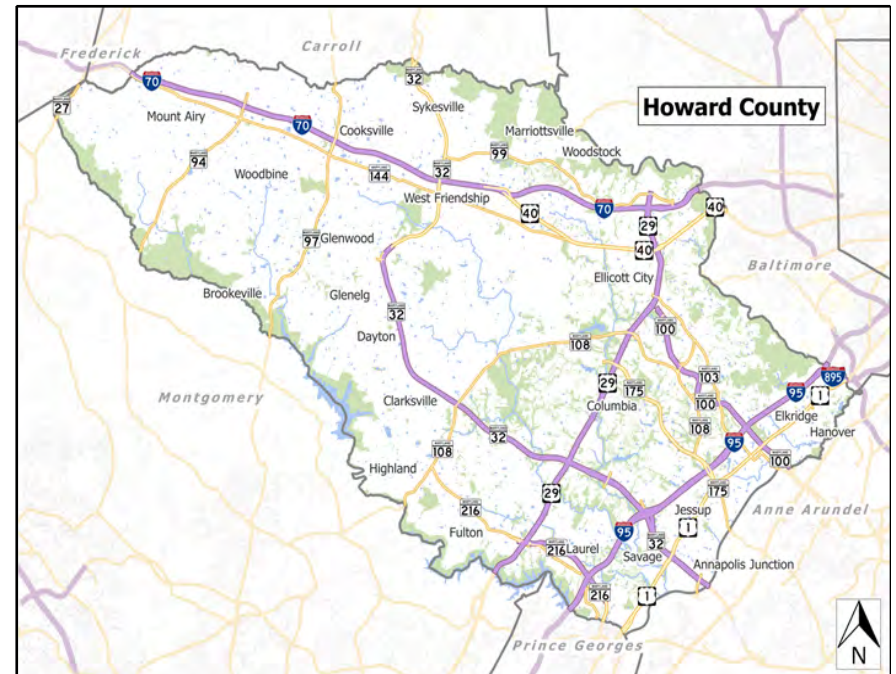 Frederick
Carroll
70
MARYLAND
32
Howard County
27
Sykesville
Mount Airy
70
Cooksville
Marriottsville
99
Woodstock
94
144
32
Woodbine
West Friendship
40
70
40
29
97
Glenwood
40
Ellicott City
Baltimore
Brookeville
Glenelg
32
100
Dayton
108
103
895
95
29
175
1
Montgomery
Clarksville
Columbia
100
Elkridge
108
Hanover
32
95
108
100
Highland
175
29
Anne Arundel
216
Jessup
1
Fulton
95
32
216
Laurel
Savage
Annapolis Junction
216
1
Prince Georges
N